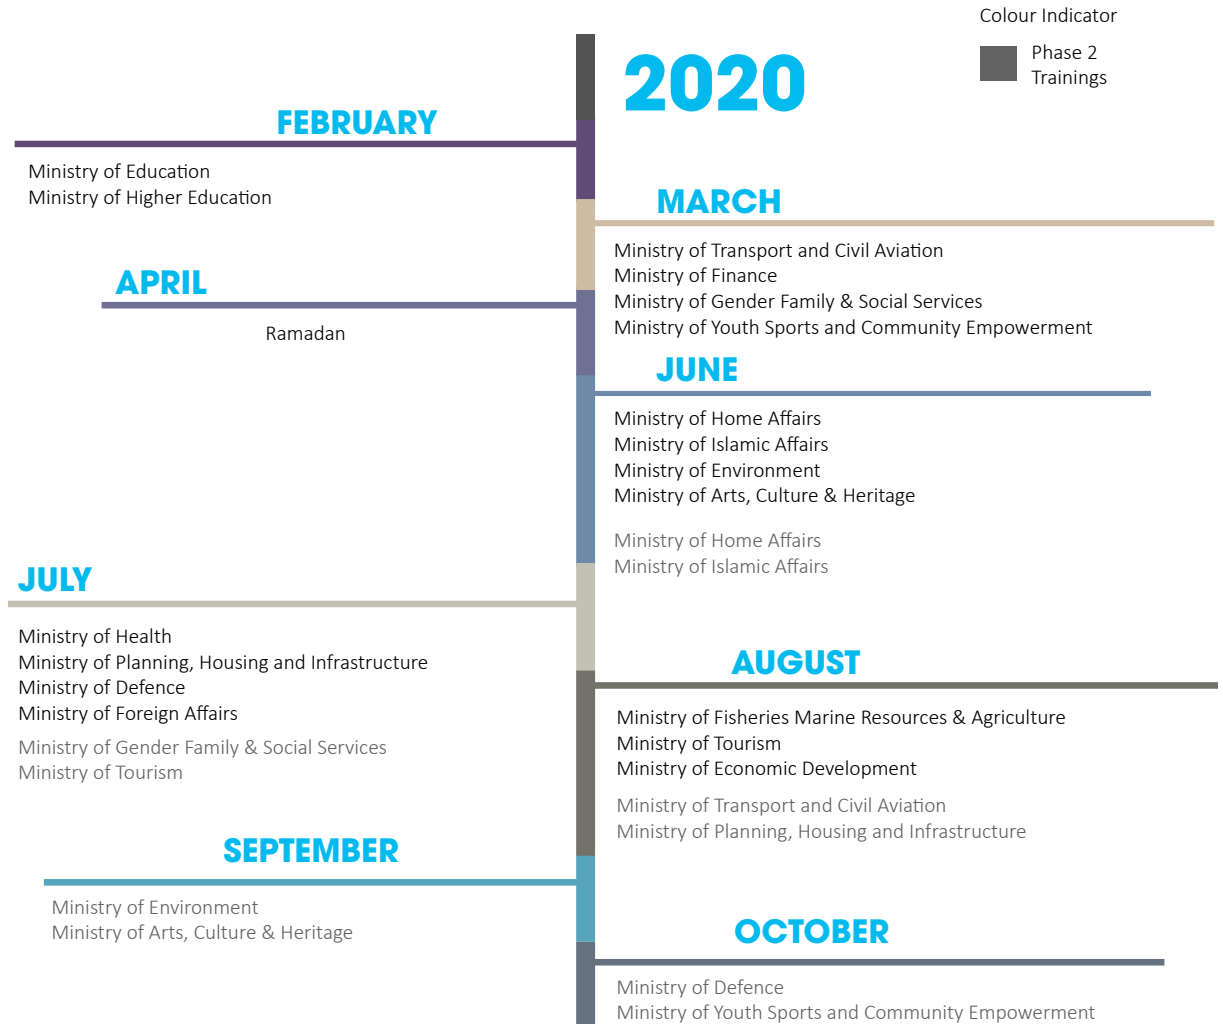 Colour Indicator
Phase 2
Trainings
2020
FEBRUARY
Ministry of Education
Ministry of Higher Education
MARCH
Ministry of Transport and Civil Aviation
Ministry of Finance
Ministry of Gender Family & Social Services
Ministry of Youth Sports and Community Empowerment
APRIL
Ramadan
JUNE
Ministry of Home Affairs
Ministry of Islamic Affairs
Ministry of Environment
Ministry of Arts, Culture & Heritage
Ministry of Home Affairs
Ministry of Islamic Affairs
JULY
Ministry of Health
Ministry of Planning, Housing and Infrastructure
Ministry of Defence
Ministry of Foreign Affairs
Ministry of Gender Family & Social Services
Ministry of Tourism
AUGUST
Ministry of Fisheries Marine Resources & Agriculture
Ministry of Tourism
Ministry of Economic Development
Ministry of Transport and Civil Aviation
Ministry of Planning, Housing and Infrastructure
SEPTEMBER
Ministry of Environment
Ministry of Arts, Culture & Heritage
OCTOBER
Ministry of Defence
Ministry of Youth Sports and Community Empowerment